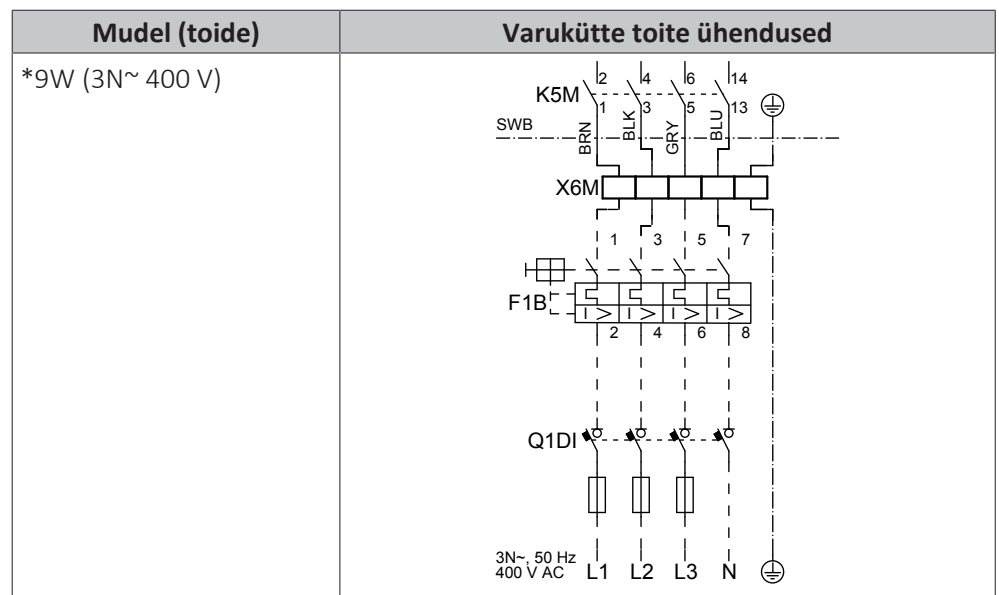 Mudel (toide) Varukütte toite ühendused
*9W (3N~ 400 V)
2 4 6 14
K5M
1 3 5 13
SWB
BRN BLK GRY BLU
X6M
1 3 5 7
F1B
I > I > I > I >
2 4 6 8
Q1DI
3N~, 50 Hz
400 V AC L1 L2 L3 N